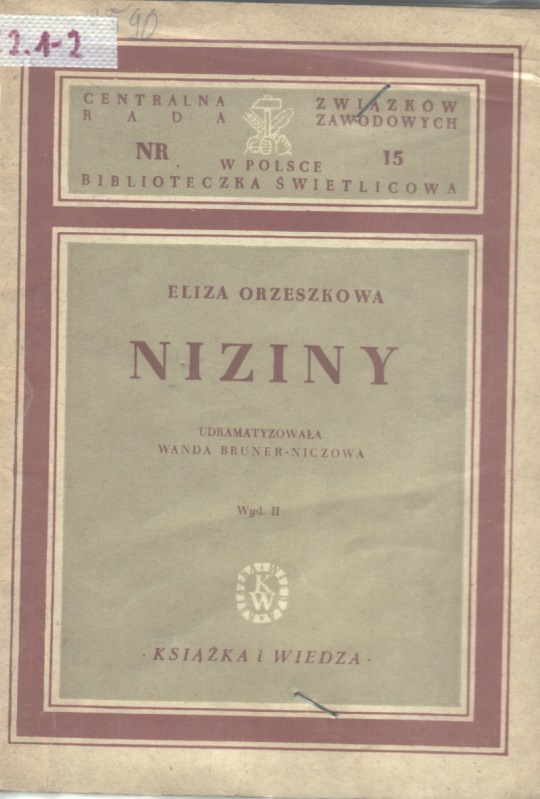 2.1-2
90
CENTRALNA ZWIĄZKÓW
RADA ZAWODOWYCH
NR 15
W POLSCE
BIBLIOTECZKA ŚWIETLICOWA
ELIZA ORZESZKOWA
NIZINY
UDRAMATYZOWAŁA
WANDA BRUNER-NICZOWA
Wyd. II
KW
· KSIĄŻKA i WIEDZA ·